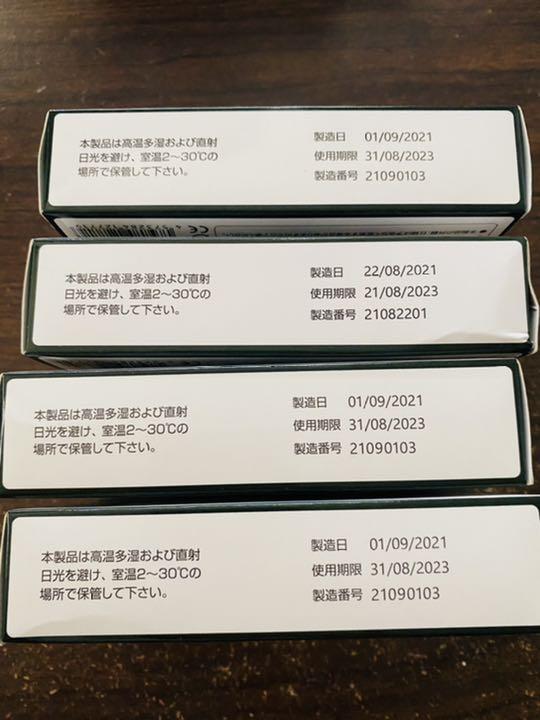 本製品は高温多湿および直射
日光を避け、室温2～30℃の
場所で保管して下さい。
製造日 01/09/2021
使用期限 31/08/2023
製造番号 21090103
本製品は高温多湿および直射
日光を避け、室温2～30℃の
場所で保管して下さい。
製造日 22/08/2021
使用期限 21/08/2023
製造番号 21082201
本製品は高温多湿および直射
日光を避け、室温2～30℃の
場所で保管して下さい。
製造日 01/09/2021
使用期限 31/08/2023
製造番号 21090103
本製品は高温多湿および直射
日光を避け、室温2～30℃の
場所で保管して下さい。
製造日 01/09/2021
使用期限 31/08/2023
製造番号 21090103